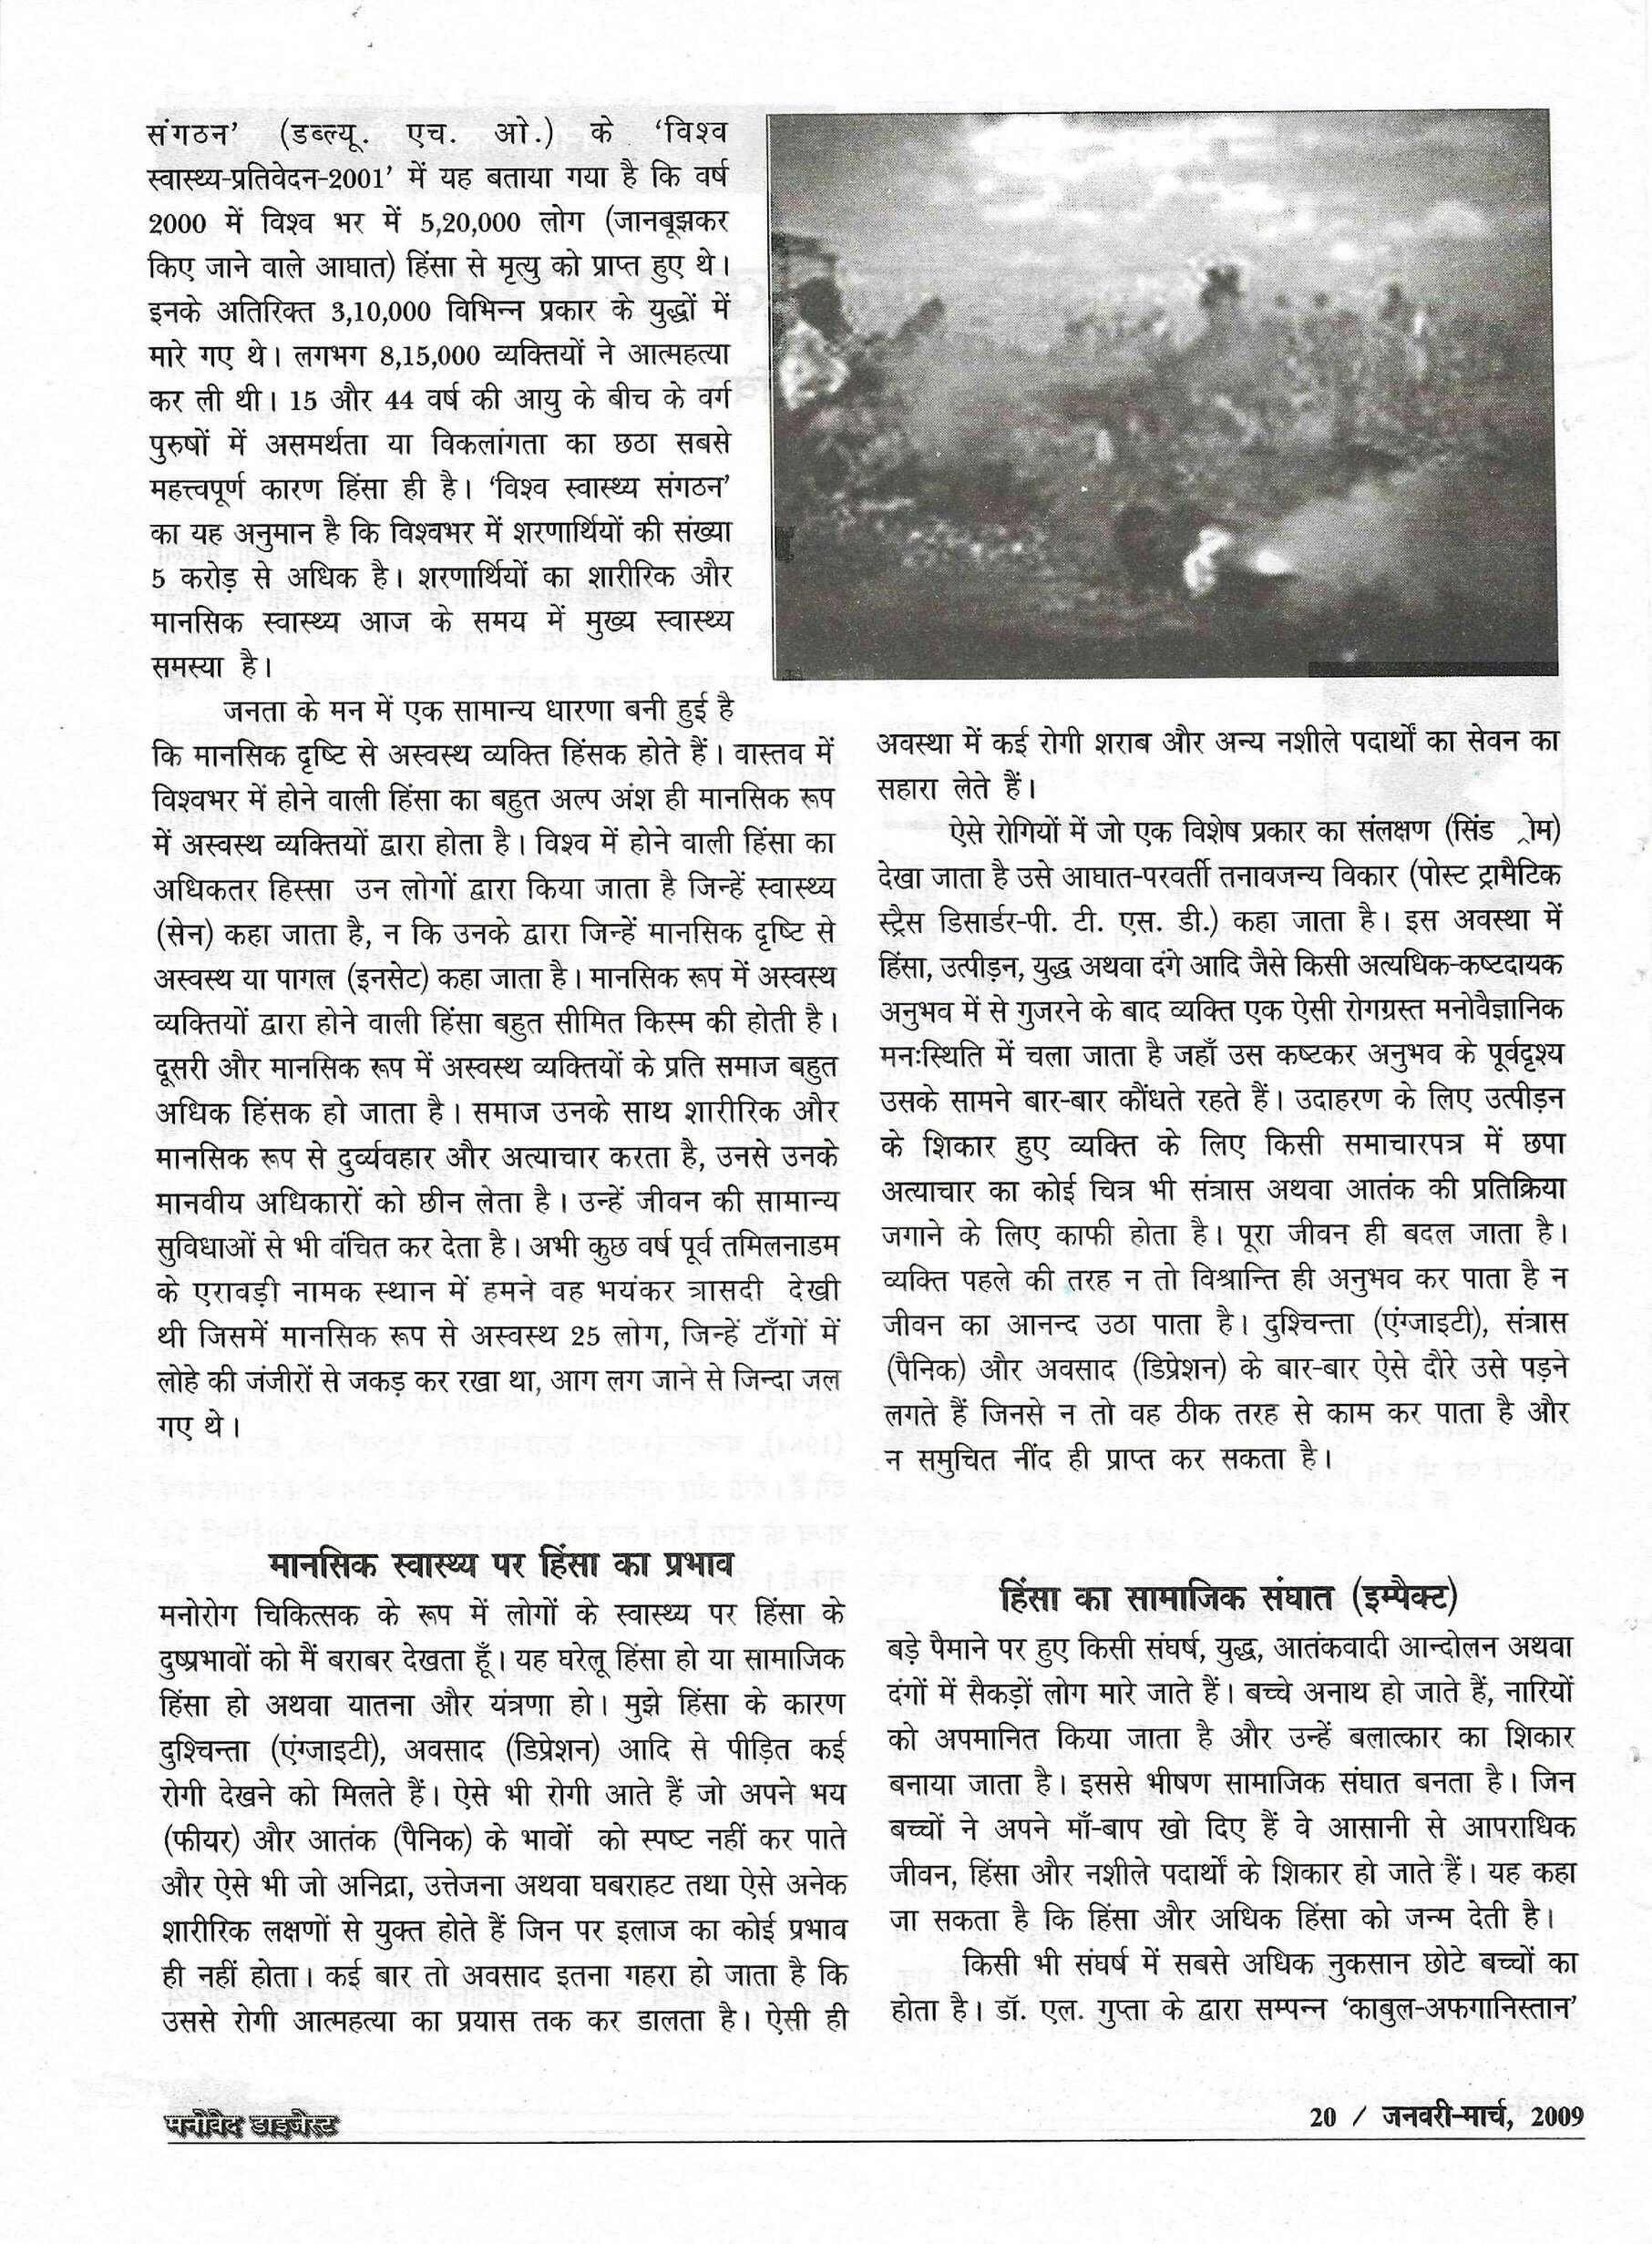 संगठन’ (डब्ल्यू. एच. ओ.) के ‘विश्व
स्वास्थ्य-प्रतिवेदन-2001’ में यह बताया गया है कि वर्ष
2000 में विश्व भर में 5,20,000 लोग (जानबूझकर
किए जाने वाले आघात) हिंसा से मृत्यु को प्राप्त हुए थे।
इनके अतिरिक्त 3,10,000 विभिन्न प्रकार के युद्धों में
मारे गए थे। लगभग 8,15,000 व्यक्तियों ने आत्महत्या
कर ली थी। 15 और 44 वर्ष की आयु के बीच के वर्ग
पुरुषों में असमर्थता या विकलांगता का छठा सबसे
महत्त्वपूर्ण कारण हिंसा ही है। ‘विश्व स्वास्थ्य संगठन’
का यह अनुमान है कि विश्वभर में शरणार्थियों की संख्या
5 करोड़ से अधिक है। शरणार्थियों का शारीरिक और
मानसिक स्वास्थ्य आज के समय में मुख्य स्वास्थ्य
समस्या है।
जनता के मन में एक सामान्य धारणा बनी हुई है
कि मानसिक दृष्टि से अस्वस्थ व्यक्ति हिंसक होते हैं। वास्तव में
विश्वभर में होने वाली हिंसा का बहुत अल्प अंश ही मानसिक रूप
में अस्वस्थ व्यक्तियों द्वारा होता है। विश्व में होने वाली हिंसा का
अधिकतर हिस्सा उन लोगों द्वारा किया जाता है जिन्हें स्वास्थ्य
(सेन) कहा जाता है, न कि उनके द्वारा जिन्हें मानसिक दृष्टि से
अस्वस्थ या पागल (इनसेट) कहा जाता है। मानसिक रूप में अस्वस्थ
व्यक्तियों द्वारा होने वाली हिंसा बहुत सीमित किस्म की होती है।
दूसरी और मानसिक रूप में अस्वस्थ व्यक्तियों के प्रति समाज बहुत
अधिक हिंसक हो जाता है। समाज उनके साथ शारीरिक और
मानसिक रूप से दुर्व्यवहार और अत्याचार करता है, उनसे उनके
मानवीय अधिकारों को छीन लेता है। उन्हें जीवन की सामान्य
सुविधाओं से भी वंचित कर देता है। अभी कुछ वर्ष पूर्व तमिलनाडम
के एरावड़ी नामक स्थान में हमने वह भयंकर त्रासदी देखी
थी जिसमें मानसिक रूप से अस्वस्थ 25 लोग, जिन्हें टाँगों में
लोहे की जंजीरों से जकड़ कर रखा था, आग लग जाने से जिन्दा जल
गए थे।
मानसिक स्वास्थ्य पर हिंसा का प्रभाव
मनोरोग चिकित्सक के रूप में लोगों के स्वास्थ्य पर हिंसा के
दुष्प्रभावों को मैं बराबर देखता हूँ। यह घरेलू हिंसा हो या सामाजिक
हिंसा हो अथवा यातना और यंत्रणा हो। मुझे हिंसा के कारण
दुश्चिन्ता (एंग्जाइटी), अवसाद (डिप्रेशन) आदि से पीड़ित कई
रोगी देखने को मिलते हैं। ऐसे भी रोगी आते हैं जो अपने भय
(फीयर) और आतंक (पैनिक) के भावों को स्पष्ट नहीं कर पाते
और ऐसे भी जो अनिद्रा, उत्तेजना अथवा घबराहट तथा ऐसे अनेक
शारीरिक लक्षणों से युक्त होते हैं जिन पर इलाज का कोई प्रभाव
ही नहीं होता। कई बार तो अवसाद इतना गहरा हो जाता है कि
उससे रोगी आत्महत्या का प्रयास तक कर डालता है। ऐसी ही
अवस्था में कई रोगी शराब और अन्य नशीले पदार्थों का सेवन का
सहारा लेते हैं।
ऐसे रोगियों में जो एक विशेष प्रकार का संलक्षण (सिंड ्रोम)
देखा जाता है उसे आघात-परवर्ती तनावजन्य विकार (पोस्ट ट्रामैटिक
स्ट्रैस डिसार्डर-पी. टी. एस. डी.) कहा जाता है। इस अवस्था में
हिंसा, उत्पीड़न, युद्ध अथवा दंगे आदि जैसे किसी अत्यधिक-कष्टदायक
अनुभव में से गुजरने के बाद व्यक्ति एक ऐसी रोगग्रस्त मनोवैज्ञानिक
मनःस्थिति में चला जाता है जहाँ उस कष्टकर अनुभव के पूर्वदृश्य
उसके सामने बार-बार कौंधते रहते हैं। उदाहरण के लिए उत्पीड़न
के शिकार हुए व्यक्ति के लिए किसी समाचारपत्र में छपा
अत्याचार का कोई चित्र भी संत्रास अथवा आतंक की प्रतिक्रिया
जगाने के लिए काफी होता है। पूरा जीवन ही बदल जाता है।
व्यक्ति पहले की तरह न तो विश्रान्ति ही अनुभव कर पाता है न
जीवन का आनन्द उठा पाता है। दुश्चिन्ता (एंग्जाइटी), संत्रास
(पैनिक) और अवसाद (डिप्रेशन) के बार-बार ऐसे दौरे उसे पड़ने
लगते हैं जिनसे न तो वह ठीक तरह से काम कर पाता है और
न समुचित नींद ही प्राप्त कर सकता है।
हिंसा का सामाजिक संघात (इम्पैक्ट)
बड़े पैमाने पर हुए किसी संघर्ष, युद्ध, आतंकवादी आन्दोलन अथवा
दंगों में सैकड़ों लोग मारे जाते हैं। बच्चे अनाथ हो जाते हैं, नारियों
को अपमानित किया जाता है और उन्हें बलात्कार का शिकार
बनाया जाता है। इससे भीषण सामाजिक संघात बनता है। जिन
बच्चों ने अपने माँ-बाप खो दिए हैं वे आसानी से आपराधिक
जीवन, हिंसा और नशीले पदार्थों के शिकार हो जाते हैं। यह कहा
जा सकता है कि हिंसा और अधिक हिंसा को जन्म देती है।
किसी भी संघर्ष में सबसे अधिक नुकसान छोटे बच्चों का
होता है। डॉ. एल. गुप्ता के द्वारा सम्पन्न ‘काबुल-अफगानिस्तान’
मनोवेद डाइजेस्ट
20 / जनवरी-मार्च, 2009